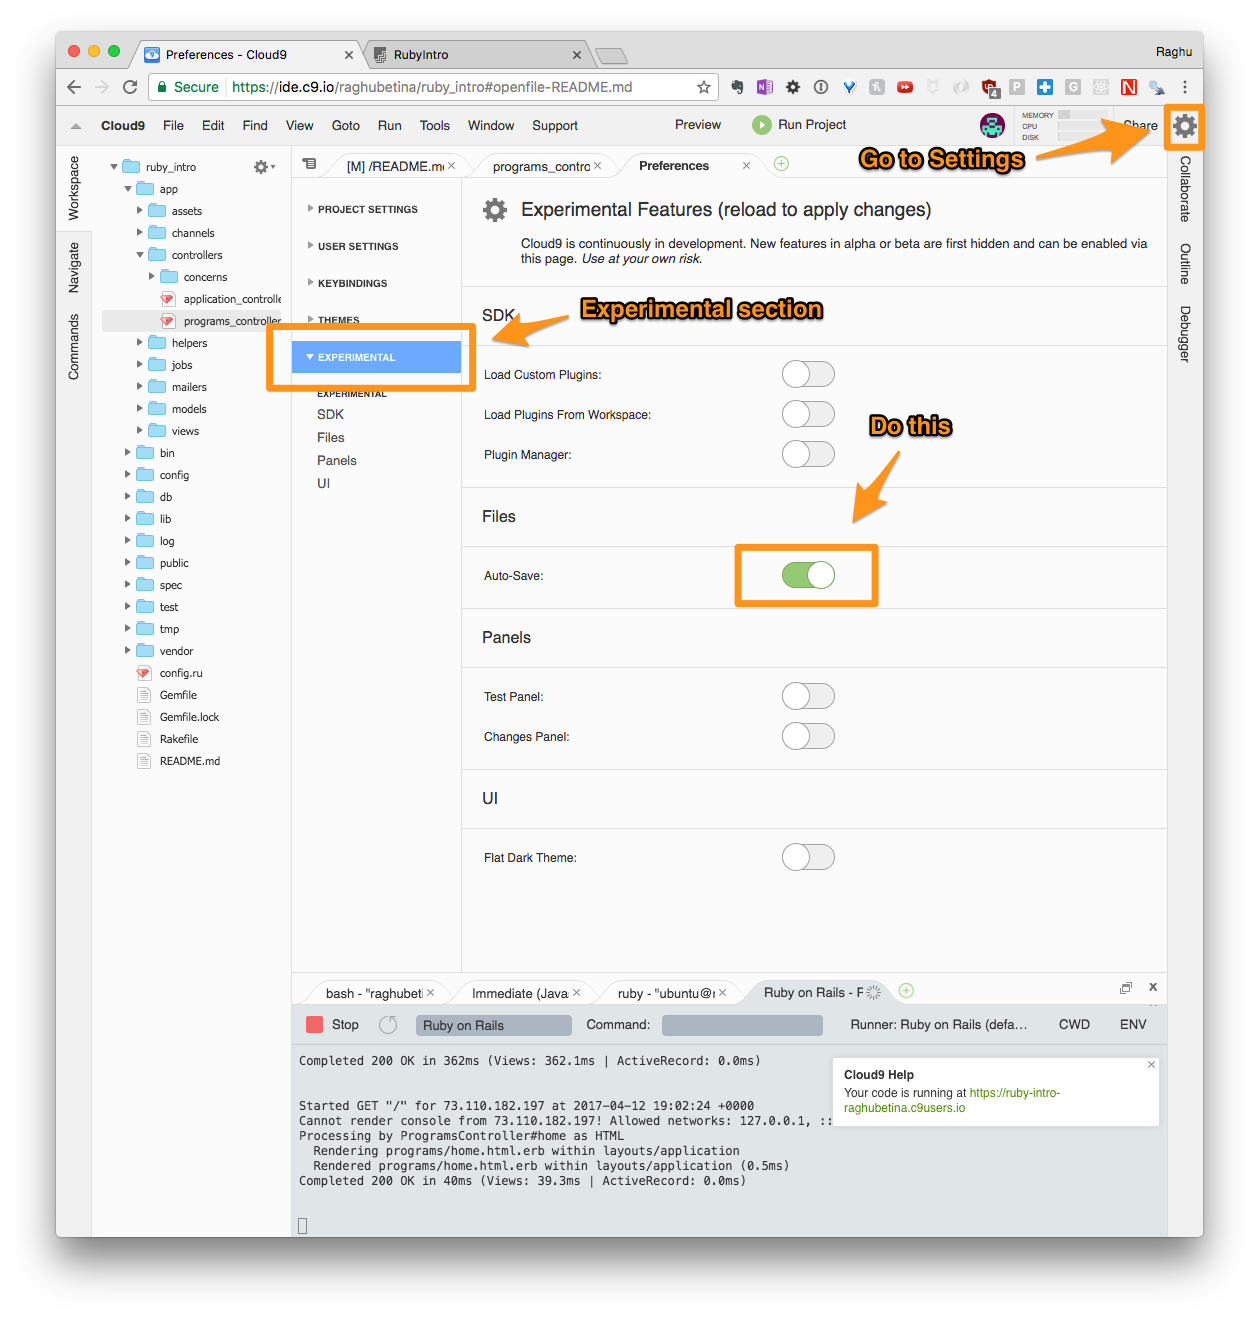 Preferences - Cloud9
RubyIntro
Raghu
Secure
https://ide.c9.io/raghubetina/ruby_intro#openfile-README.md
Cloud9 File Edit Find View Goto Run Tools Window Support Preview Run Project
MEMORY
CPU
DISK
Share
Go to Settings
Workspace
Navigate
Commands
ruby_intro
app
assets
channels
controllers
concerns
application_controlle
programs_controller
helpers
jobs
mailers
models
views
bin
config
db
lib
log
public
spec
test
tmp
vendor
config.ru
Gemfile
Gemfile.lock
Rakefile
README.md
[M] /README.m
programs_contro
Preferences
PROJECT SETTINGS
USER SETTINGS
KEYBINDINGS
THEMES
EXPERIMENTAL
EXPERIMENTAL
SDK
Files
Panels
UI
Experimental Features (reload to apply changes)
Cloud9 is continuously in development. New features in alpha or beta are first hidden and can be enabled via
this page. Use at your own risk.
SDK
Experimental section
Load Custom Plugins:
Load Plugins From Workspace:
Plugin Manager:
Do this
Files
Auto-Save:
Panels
Test Panel:
Changes Panel:
UI
Flat Dark Theme:
Collaborate
Outline
Debugger
bash - "raghubeti
Immediate (Java
ruby - "ubuntu@
Ruby on Rails - F
Stop
Ruby on Rails
Command:
Runner: Ruby on Rails (defa...
CWD
ENV
Completed 200 OK in 362ms (Views: 362.1ms | ActiveRecord: 0.0ms)
Started GET "/" for 73.110.182.197 at 2017-04-12 19:02:24 +0000
Cannot render console from 73.110.182.197! Allowed networks: 127.0.0.1, ::
Processing by ProgramsController#home as HTML
Rendering programs/home.html.erb within layouts/application
Rendered programs/home.html.erb within layouts/application (0.5ms)
Completed 200 OK in 40ms (Views: 39.3ms | ActiveRecord: 0.0ms)
Cloud9 Help
Your code is running at https://ruby-intro-
raghubetina.c9users.io